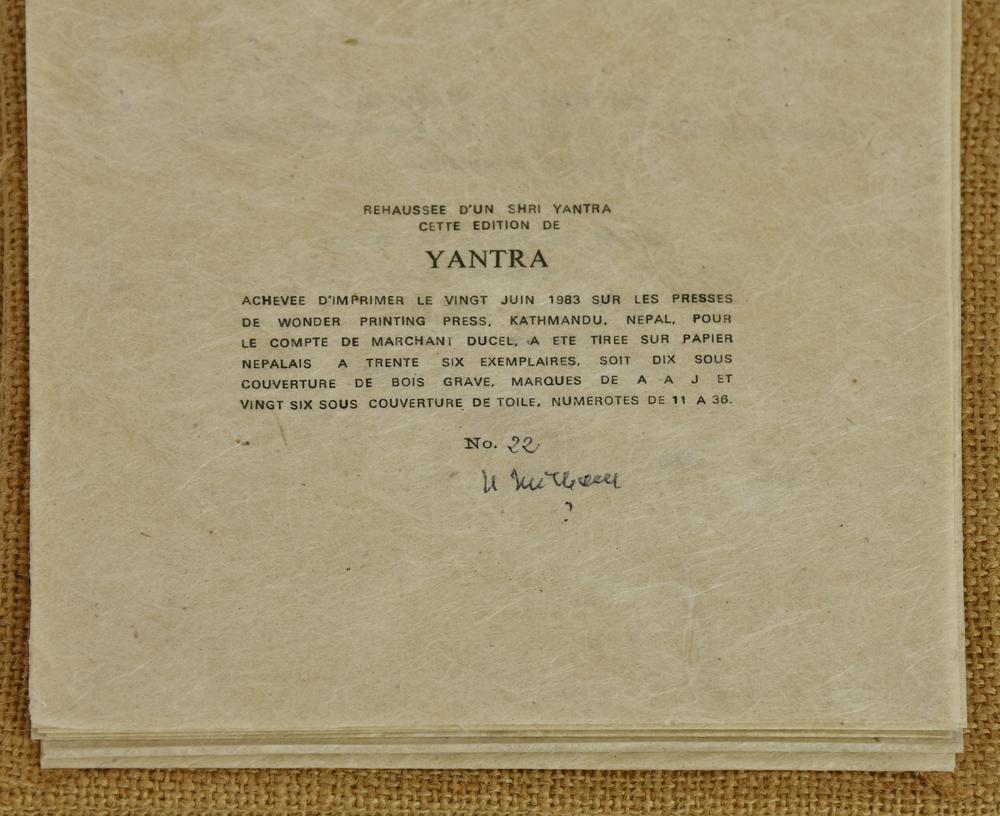 REHAUSSEE D'UN SHRI YANTRA
CETTE EDITION DE
YANTRA
ACHEVEE D'IMPRIMER LE VINGT JUIN 1983 SUR LES PRESSES
DE WONDER PRINTING PRESS, KATHMANDU, NEPAL, POUR
LE COMPTE DE MARCHANT DUCEL, A ETE TIREE SUR PAPIER
NEPALAIS A TRENTE SIX EXEMPLAIRES, SOIT DIX SOUS
COUVERTURE DE BOIS GRAVE, MARQUES DE A A J ET
VINGT SIX SOUS COUVERTURE DE TOILE, NUMEROTES DE 11 A 36.
No. 22